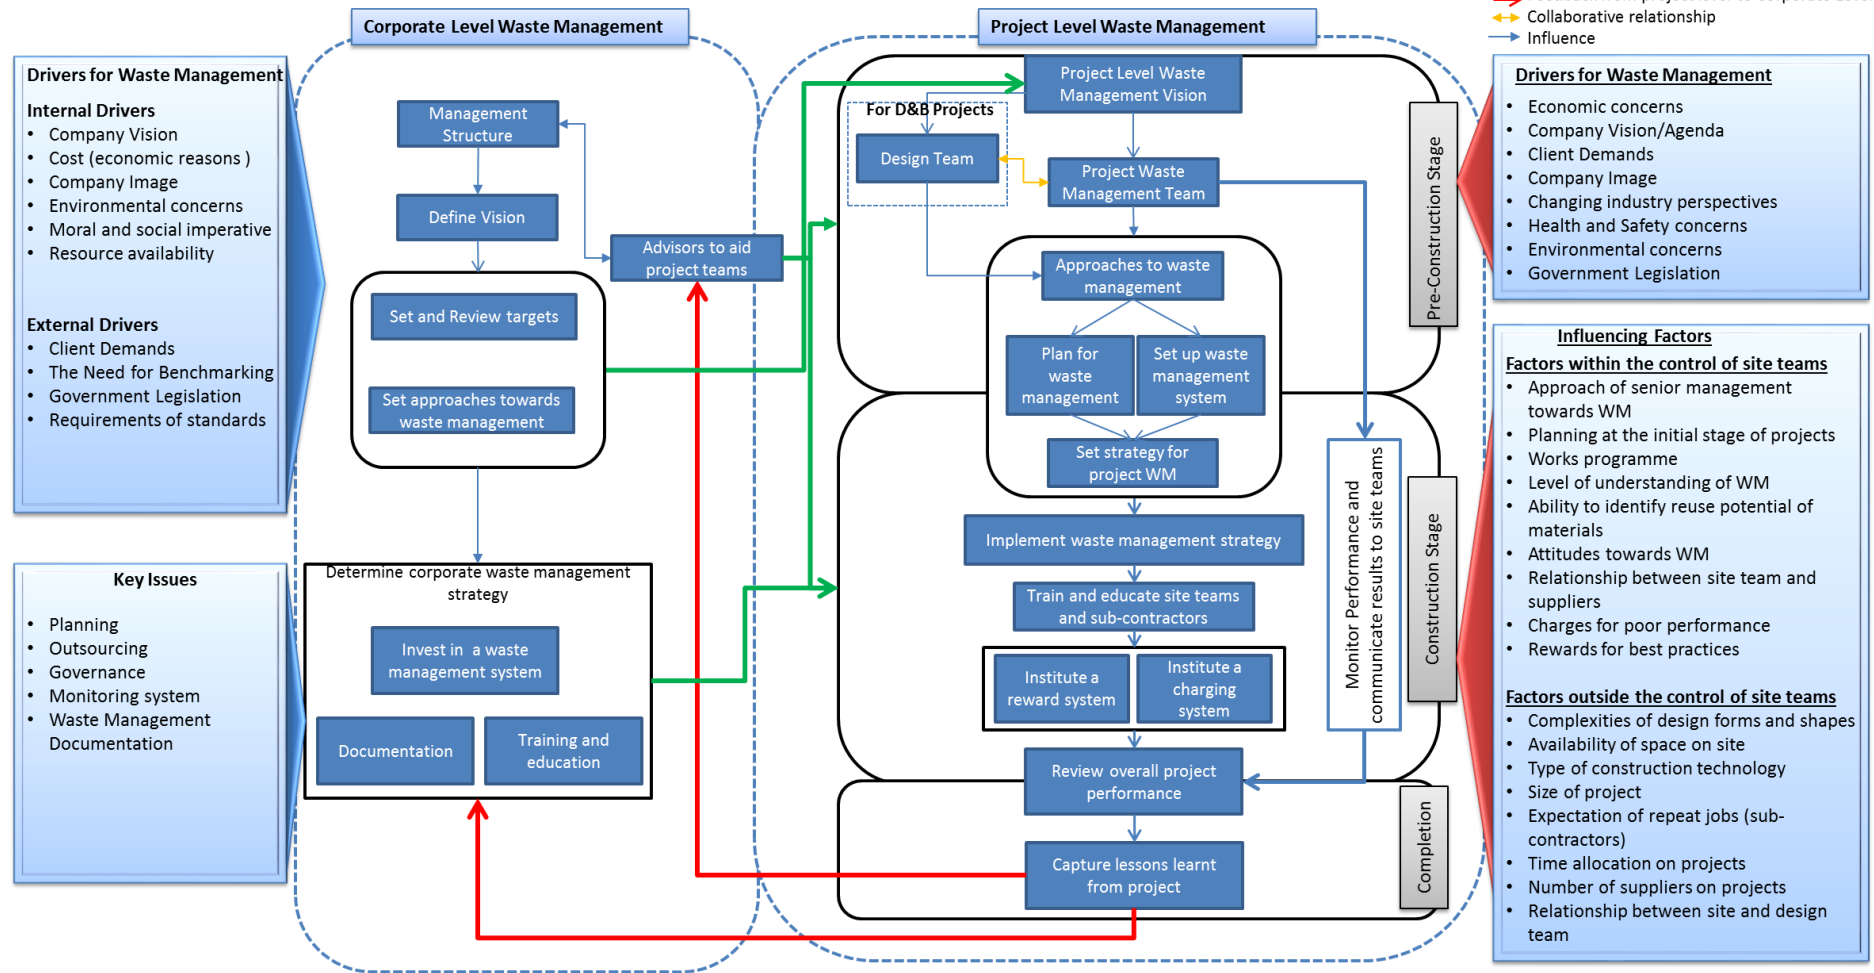 Feedback from project level to Corporate Level
Collaborative relationship
Influence
Corporate Level Waste Management
Project Level Waste Management
Drivers for Waste Management
Internal Drivers
• Company Vision
• Cost (economic reasons )
• Company Image
• Environmental concerns
• Moral and social imperative
• Resource availability
External Drivers
• Client Demands
• The Need for Benchmarking
• Government Legislation
• Requirements of standards
Key Issues
• Planning
• Outsourcing
• Governance
• Monitoring system
• Waste Management
Documentation
Management
Structure
Define Vision
Advisors to aid
project teams
Set and Review targets
Set approaches towards
waste management
Determine corporate waste management
strategy
Invest in a waste
management system
Documentation
Training and
education
Project Level Waste
Management Vision
For D&B Projects
Design Team
Project Waste
Management Team
Approaches to waste
management
Plan for
waste
management
Set up waste
management
system
Set strategy for
project WM
Implement waste management strategy
Train and educate site teams
and sub-contractors
Institute a
reward system
Institute a
charging
system
Review overall project
performance
Capture lessons learnt
from project
Monitor Performance and
communicate results to site teams
Pre-Construction Stage
Construction Stage
Completion
Drivers for Waste Management
• Economic concerns
• Company Vision/Agenda
• Client Demands
• Company Image
• Changing industry perspectives
• Health and Safety concerns
• Environmental concerns
• Government Legislation
Influencing Factors
Factors within the control of site teams
• Approach of senior management
towards WM
• Planning at the initial stage of projects
• Works programme
• Level of understanding of WM
• Ability to identify reuse potential of
materials
• Attitudes towards WM
• Relationship between site team and
suppliers
• Charges for poor performance
• Rewards for best practices
Factors outside the control of site teams
• Complexities of design forms and shapes
• Availability of space on site
• Type of construction technology
• Size of project
• Expectation of repeat jobs (sub-
contractors)
• Time allocation on projects
• Number of suppliers on projects
• Relationship between site and design
team